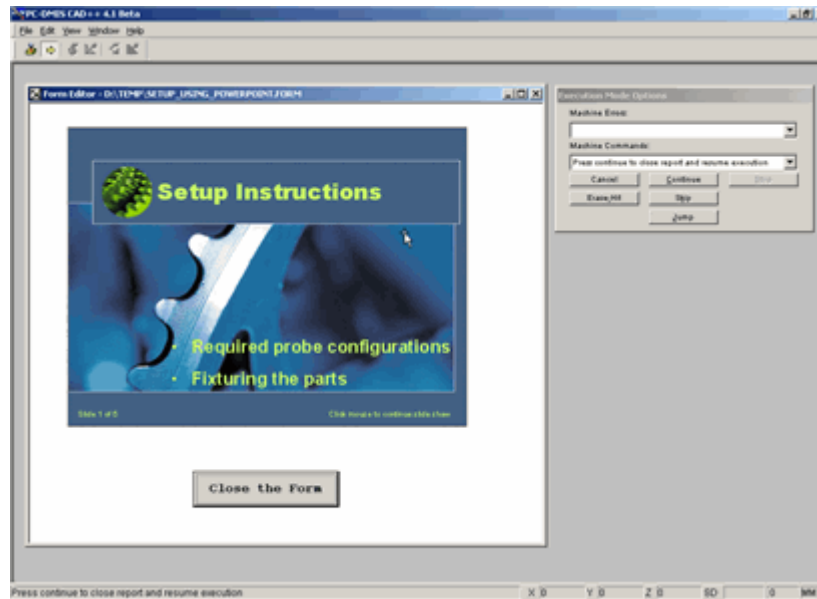 PC-DMIS CAD++ 4.1 Beta
File Edit View Window Help
Form Editor - D:\TEMP\SETUP_USING_POWERPOINT.FORM
Setup Instructions
• Required probe configurations
• Fixturing the parts
Slide 1 of 5 Click mouse to continue slide show
Close the Form
Execution Mode Options
Machine Errors:
Machine Commands:
Press continue to close report and resume execution
Cancel Continue
Erase Hit Skip
Jump
Press continue to close report and resume execution X 0 Y 0 Z 0 SD 0 MM